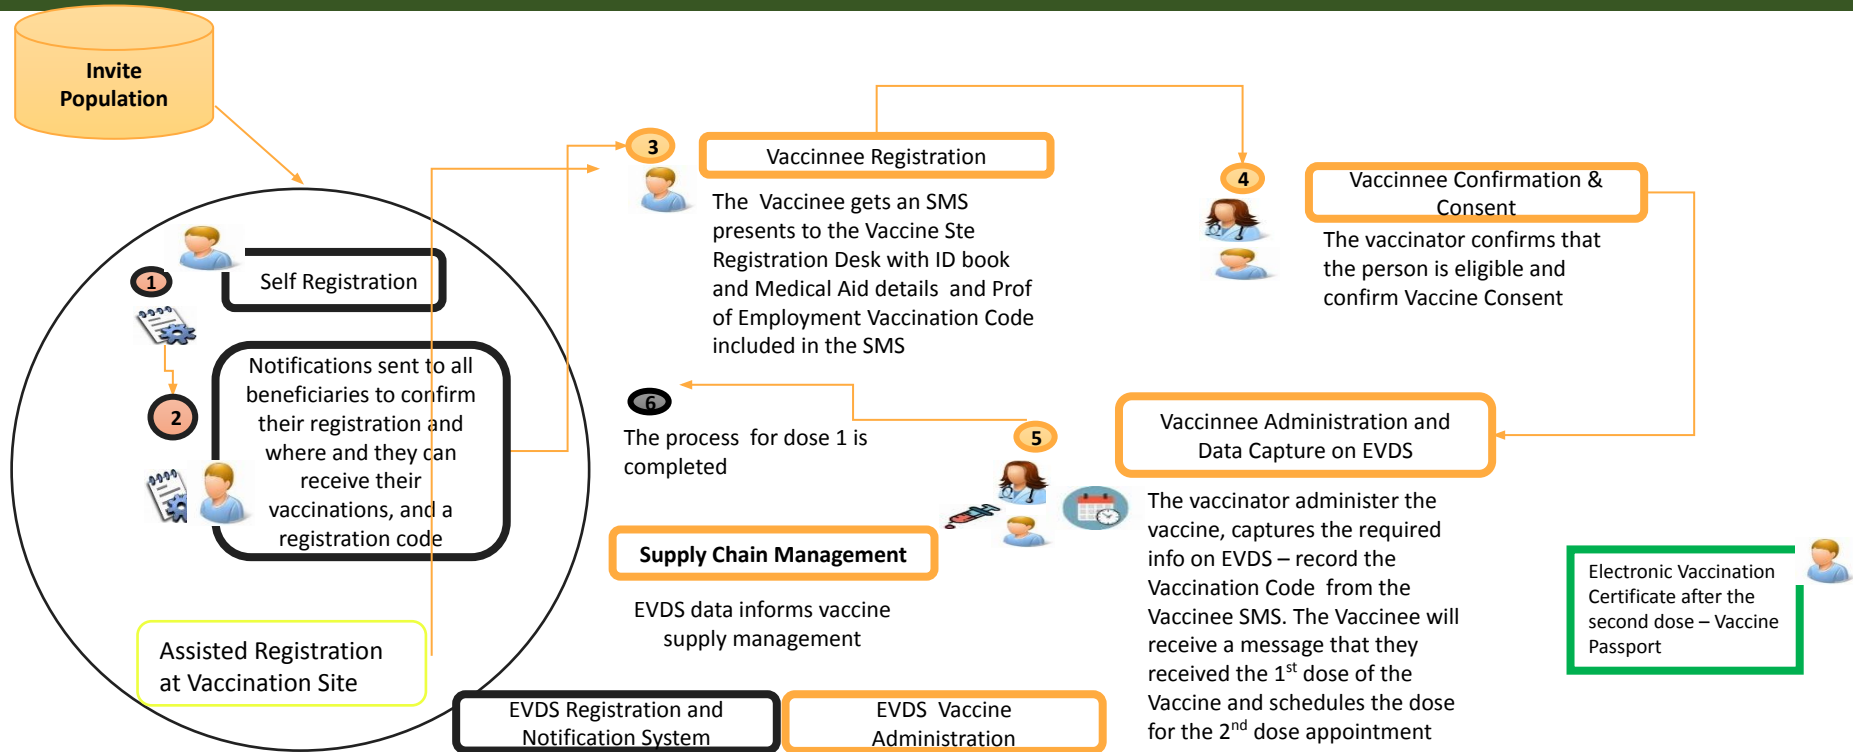 Invite
Population
1
Self Registration
2
Notifications sent to all
beneficiaries to confirm
their registration and
where and they can
receive their
vaccinations, and a
registration code
Assisted Registration
at Vaccination Site
3
Vaccinnee Registration
The Vaccinee gets an SMS
presents to the Vaccine Ste
Registration Desk with ID book
and Medical Aid details and Prof
of Employment Vaccination Code
included in the SMS
4
Vaccinnee Confirmation &
Consent
The vaccinator confirms that
the person is eligible and
confirm Vaccine Consent
5
Vaccinnee Administration and
Data Capture on EVDS
The vaccinator administer the
vaccine, captures the required
info on EVDS – record the
Vaccination Code from the
Vaccinee SMS. The Vaccinee will
receive a message that they
received the 1st dose of the
Vaccine and schedules the dose
for the 2nd dose appointment
6
The process for dose 1 is
completed
Supply Chain Management
EVDS data informs vaccine
supply management
Electronic Vaccination
Certificate after the
second dose – Vaccine
Passport
EVDS Registration and
Notification System
EVDS Vaccine
Administration